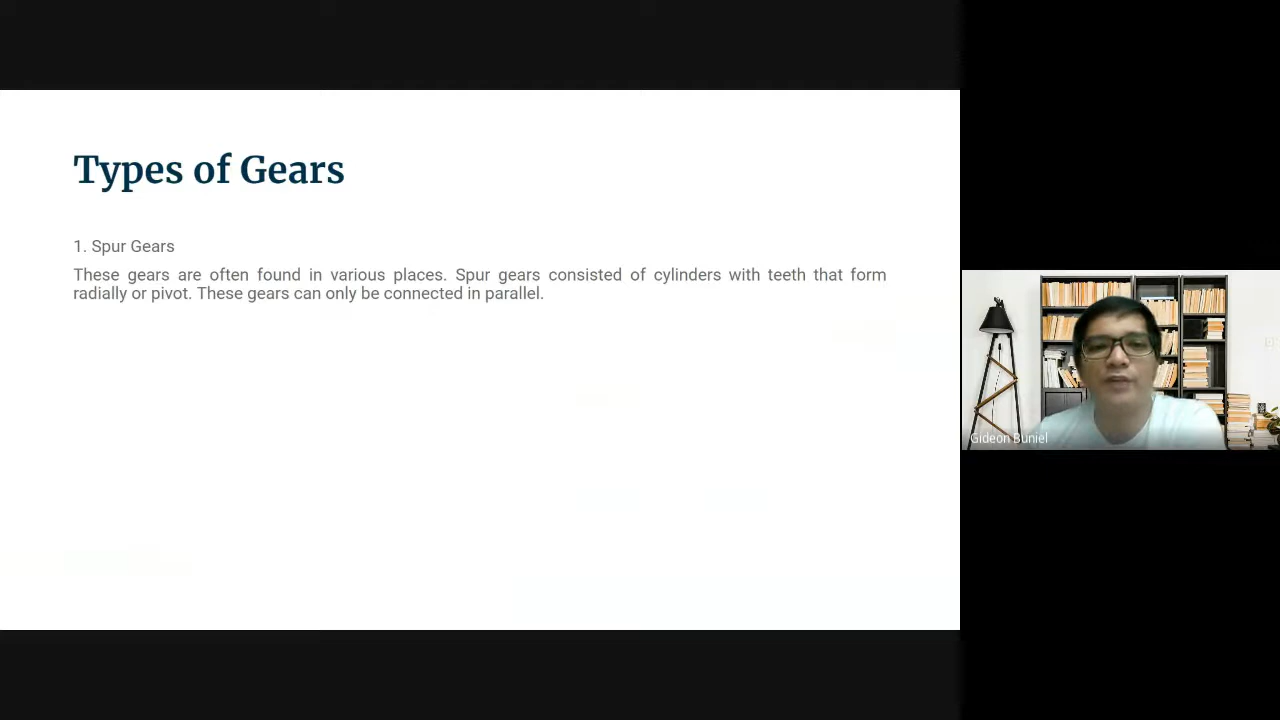 Types of Gears
1. Spur Gears
These gears are often found in various places. Spur gears consisted of cylinders with teeth that form
radially or pivot. These gears can only be connected in parallel.
Gideon Buniel